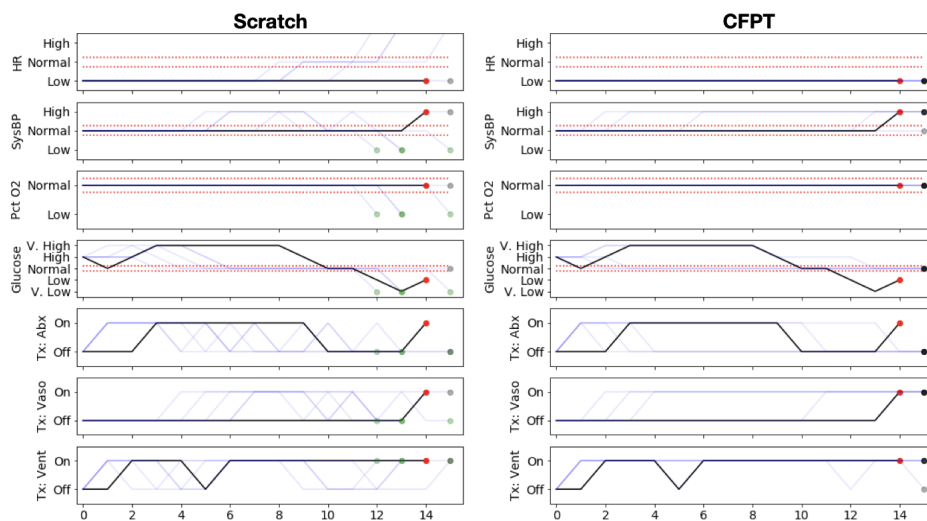 Scratch
CFPT
HR
High
Normal
Low
HR
High
Normal
Low
SysBP
High
Normal
Low
SysBP
High
Normal
Low
Pct O2
Normal
Low
Pct O2
Normal
Low
Glucose
V. High
High
Normal
Low
V. Low
Glucose
V. High
High
Normal
Low
V. Low
Tx: Abx
On
Off
Tx: Abx
On
Off
Tx: Vaso
On
Off
Tx: Vaso
On
Off
Tx: Vent
On
Off
Tx: Vent
On
Off
0 2 4 6 8 10 12 14
0 2 4 6 8 10 12 14